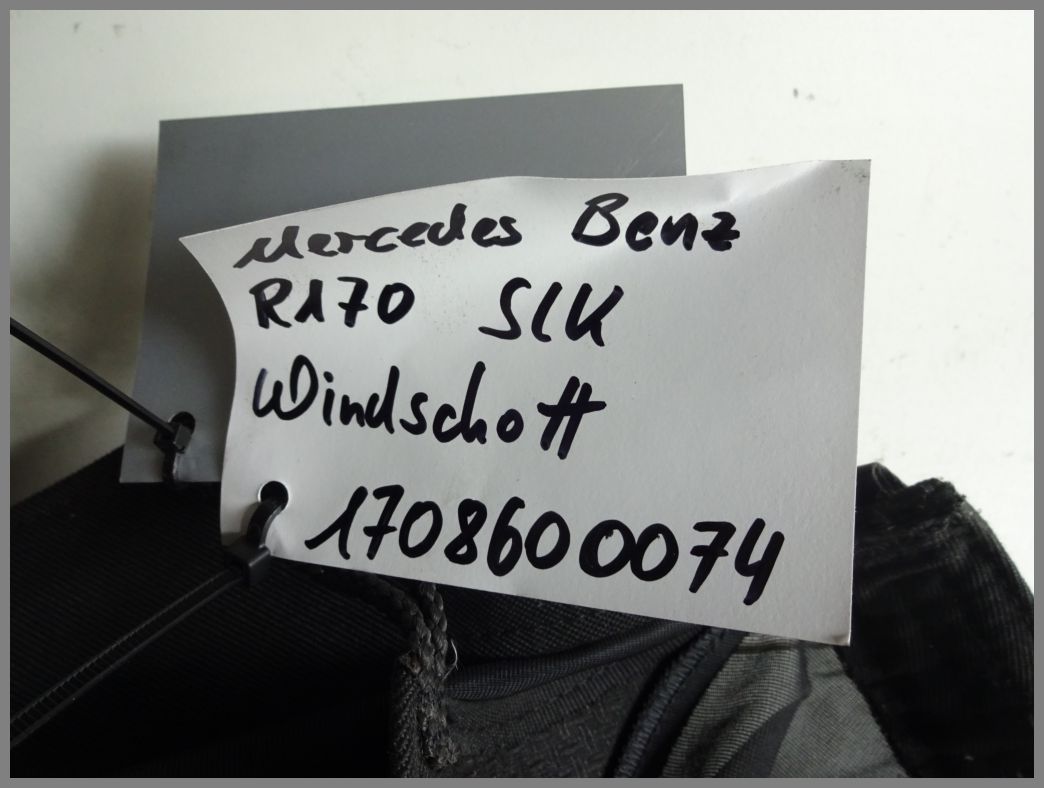 Mercedes Benz
R170 SLK
Windschott
1708600074